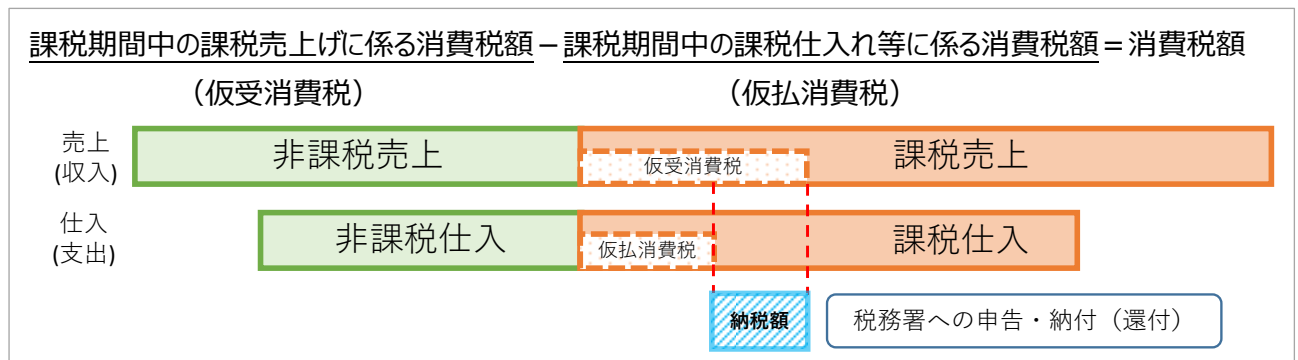 課税期間中の課税売上げに係る消費税額－課税期間中の課税仕入れ等に係る消費税額＝消費税額
（仮受消費税）
（仮払消費税）
売上
(収入)
非課税売上
仮受消費税
課税売上
仕入
(支出)
非課税仕入
仮払消費税
課税仕入
納税額
税務署への申告・納付（還付）